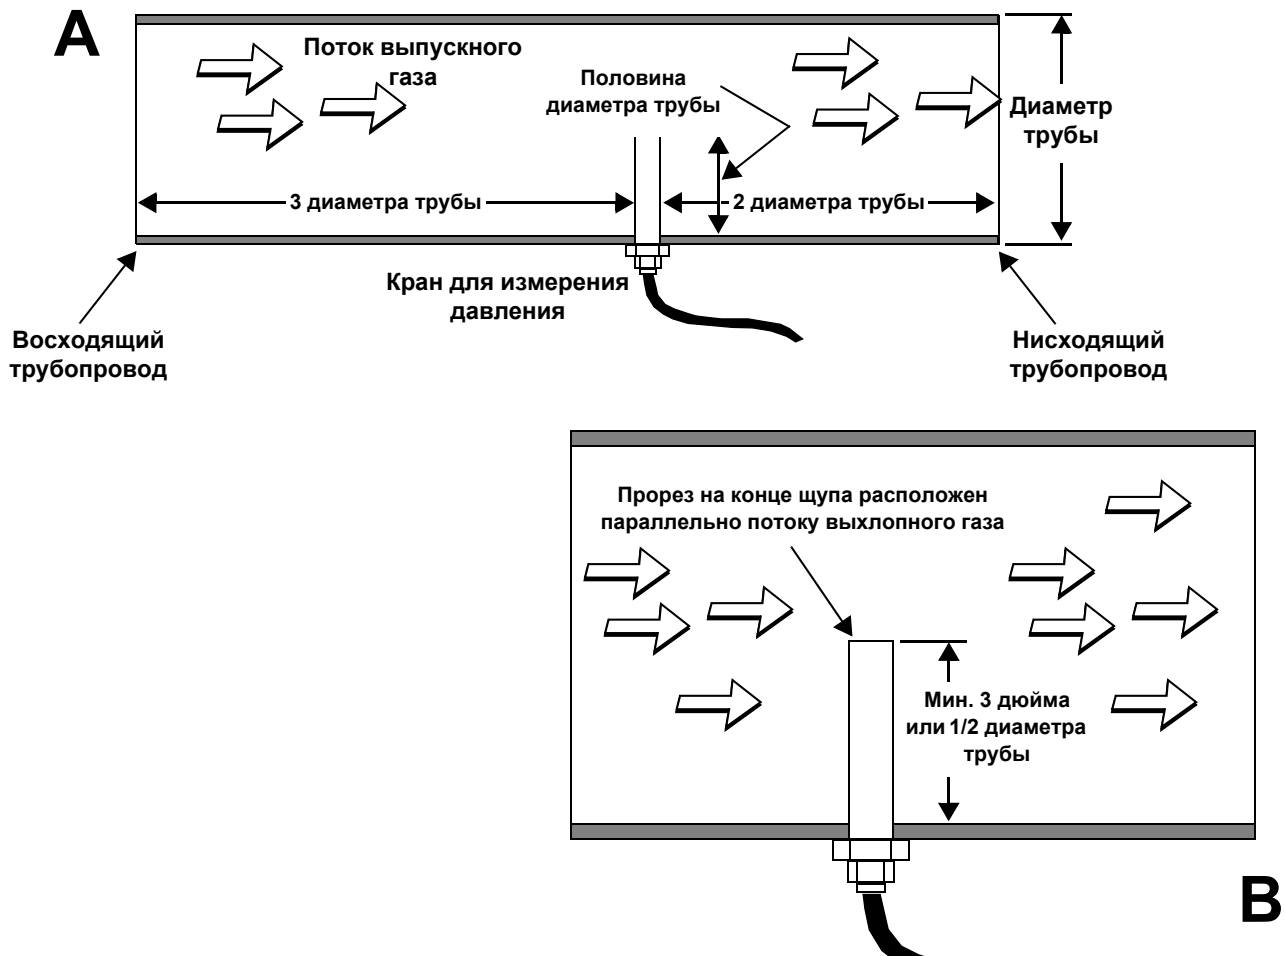 A
Поток выпускного
газа
Половина
диаметра трубы
Диаметр
трубы
3 диаметра трубы
2 диаметра трубы
Кран для измерения
давления
Восходящий
трубопровод
Нисходящий
трубопровод
Прорез на конце щупа расположен
параллельно потоку выхлопного газа
Мин. 3 дюйма
или 1/2 диаметра
трубы
B